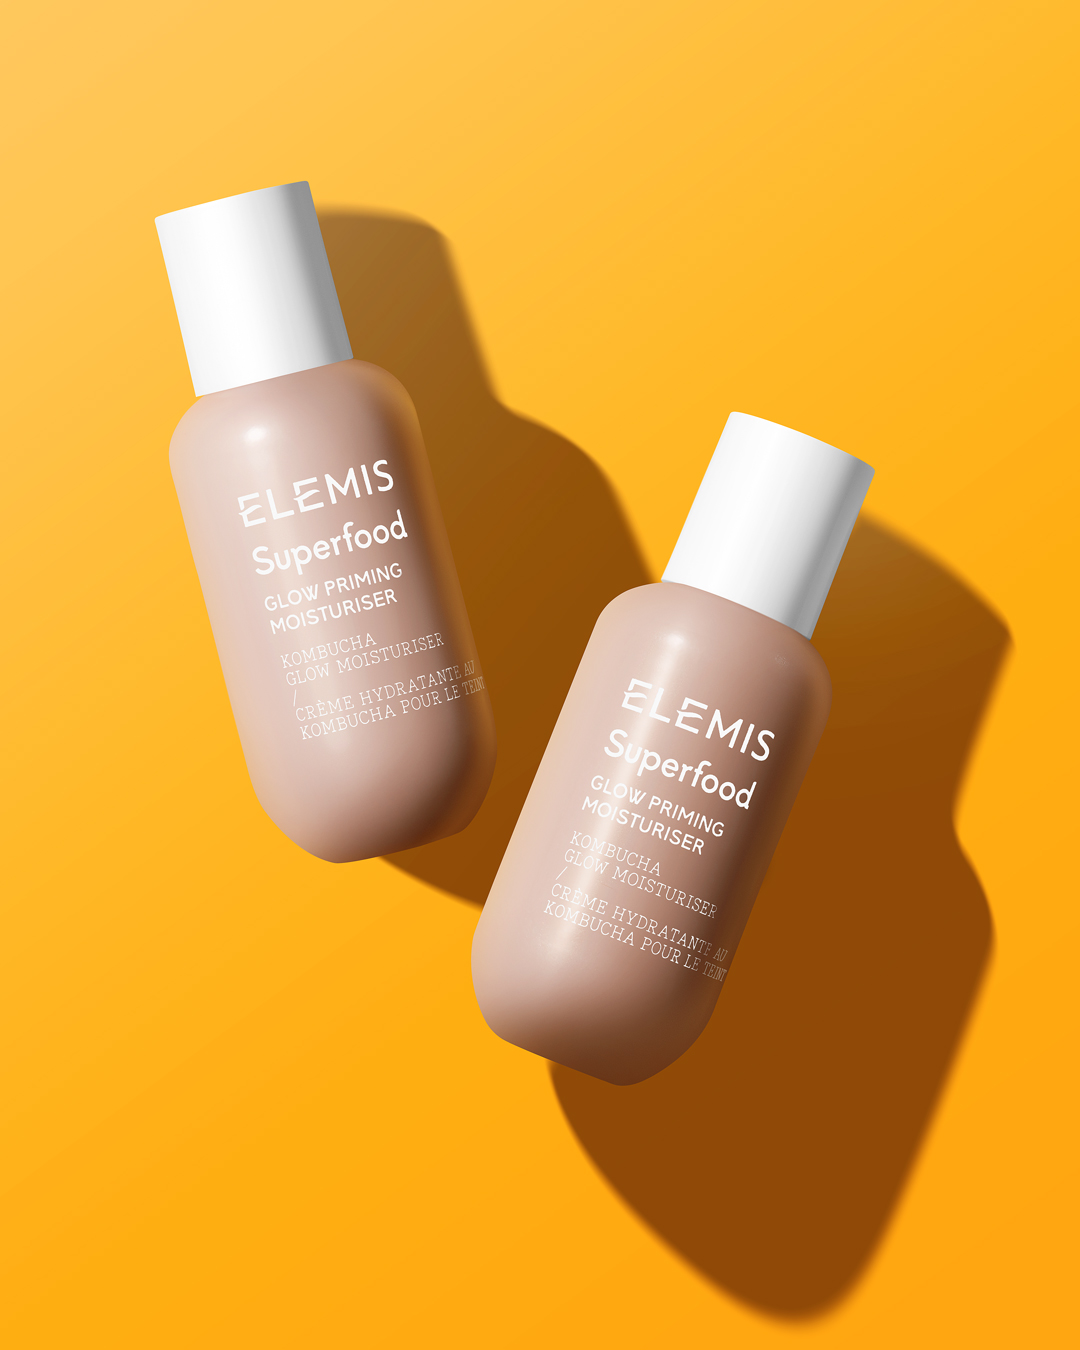 ELEMIS
Superfood
GLOW PRIMING
MOISTURISER
KOMBUCHA
GLOW MOISTURISER
/
CRÈME HYDRATANTE AU
KOMBUCHA POUR LE TEINT
ELEMIS
Superfood
GLOW PRIMING
MOISTURISER
KOMBUCHA
GLOW MOISTURISER
/
CRÈME HYDRATANTE AU
KOMBUCHA POUR LE TEINT